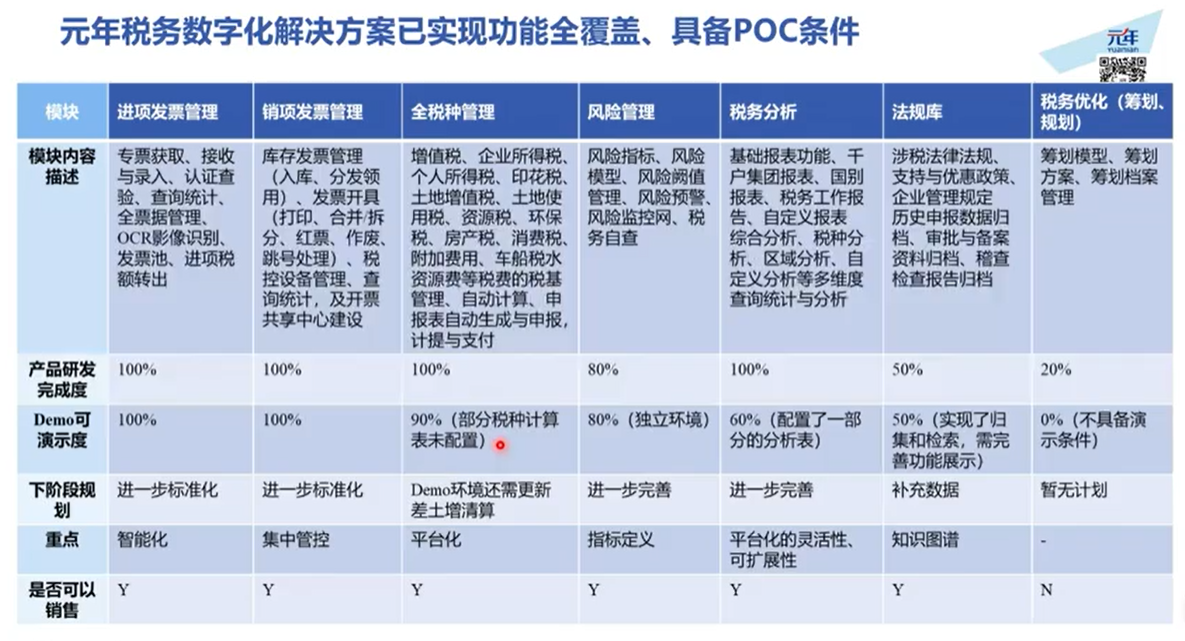 元年税务数字化解决方案已实现功能全覆盖、具备POC条件
元年
yuanian
模块
进项发票管理
销项发票管理
全税种管理
风险管理
税务分析
法规库
税务优化（筹划、
规划）
模块内容
描述
专票获取、接收
与录入、认证查
验、查询统计、
全票据管理、
OCR影像识别、
发票池、进项税
额转出
库存发票管理
（入库、分发领
用）、发票开具
（打印、合并/拆
分、红票、作废、
跳号处理）、税
控设备管理、查
询统计，及开票
共享中心建设
增值税、企业所得税、
个人所得税、印花税、
土地增值税、土地使
用税、资源税、环保
税、房产税、消费税、
附加费用、车船税水
资源费等税费的税基
管理、自动计算、申
报表自动生成与申报，
计提与支付
风险指标、风险
模型、风险阙值
管理、风险预警、
风险监控网、税
务自查
基础报表功能、千
户集团报表、国别
报表、税务工作报
告、自定义报表
综合分析、税种分
析、区域分析、自
定义分析等多维度
查询统计与分析
涉税法律法规、
支持与优惠政策、
企业管理规定
历史申报数据归
档、审批与备案
资料归档、稽查
检查报告归档
筹划模型、筹划
方案、筹划档案
管理
产品研发
完成度
100%
100%
100%
80%
100%
50%
20%
Demo可
演示度
100%
100%
90%（部分税种计算
表未配置）
80%（独立环境）
60%（配置了一部
分的分析表）
50%（实现了归
集和检索，需完
善功能展示）
0%（不具备演
示条件）
下阶段规
划
进一步标准化
进一步标准化
Demo环境还需更新
差土增清算
进一步完善
进一步完善
补充数据
暂无计划
重点
智能化
集中管控
平台化
指标定义
平台化的灵活性、
可扩展性
知识图谱
-
是否可以
销售
Y
Y
Y
Y
Y
Y
N